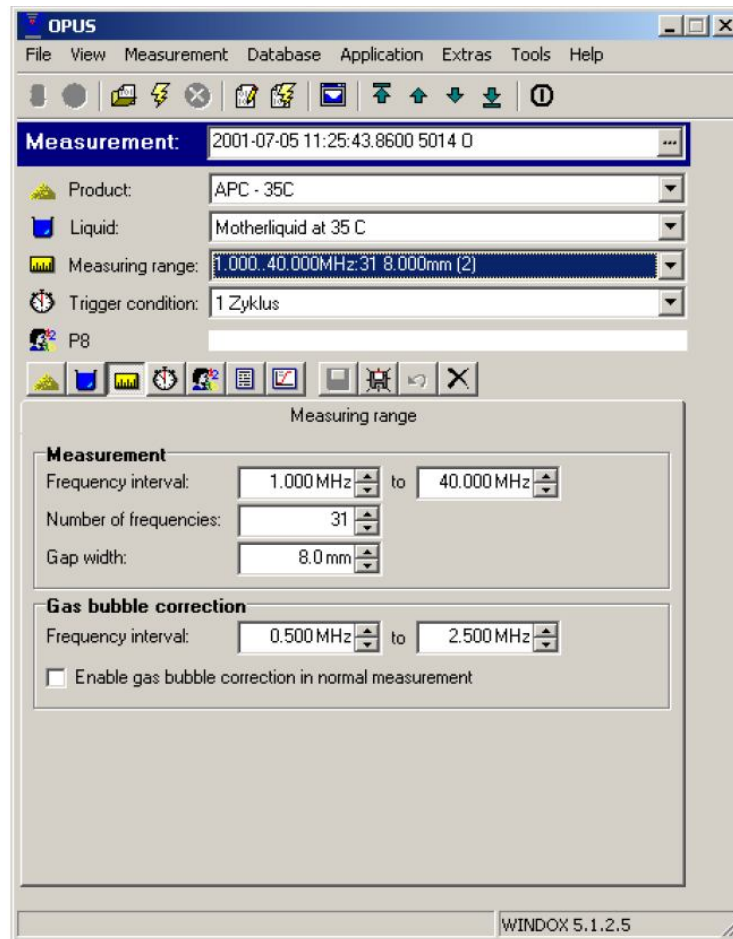 OPUS
File View Measurement Database Application Extras Tools Help
Measurement: 2001-07-05 11:25:43.8600 5014 O ...
Product: APC - 35C
Liquid: Motherliquid at 35 C
Measuring range: 1.000..40.000MHz:31 8.000mm (2)
Trigger condition: 1 Zyklus
P8
Measuring range
Measurement
Frequency interval: 1.000 MHz to 40.000 MHz
Number of frequencies: 31
Gap width: 8.0 mm
Gas bubble correction
Frequency interval: 0.500 MHz to 2.500 MHz
Enable gas bubble correction in normal measurement
WINDOX 5.1.2.5